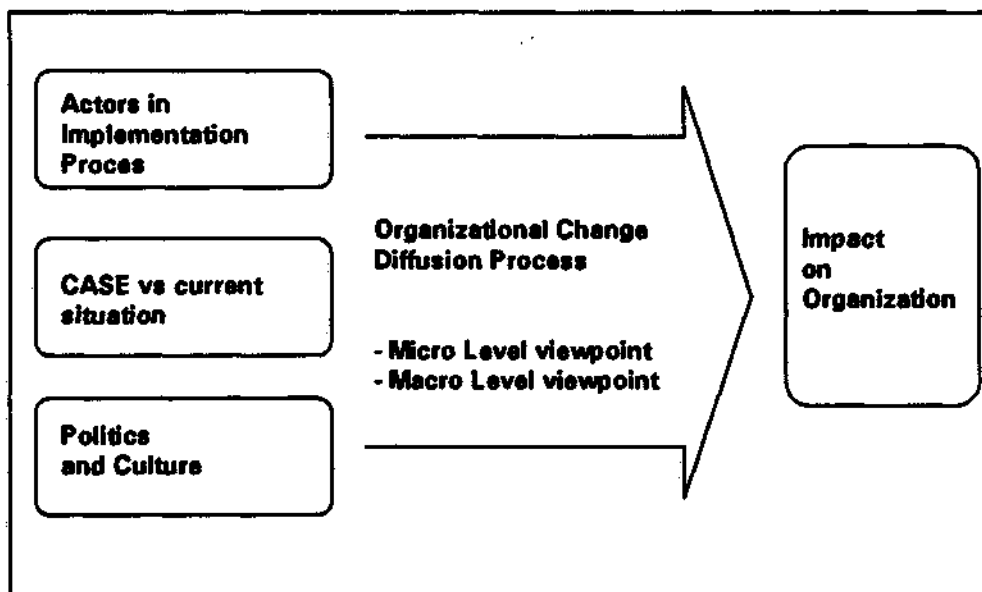 Actors in
Implementation
Proces
CASE vs current
situation
Politics
and Culture
Organizational Change
Diffusion Process
- Micro Level viewpoint
- Macro Level viewpoint
Impact
on
Organization